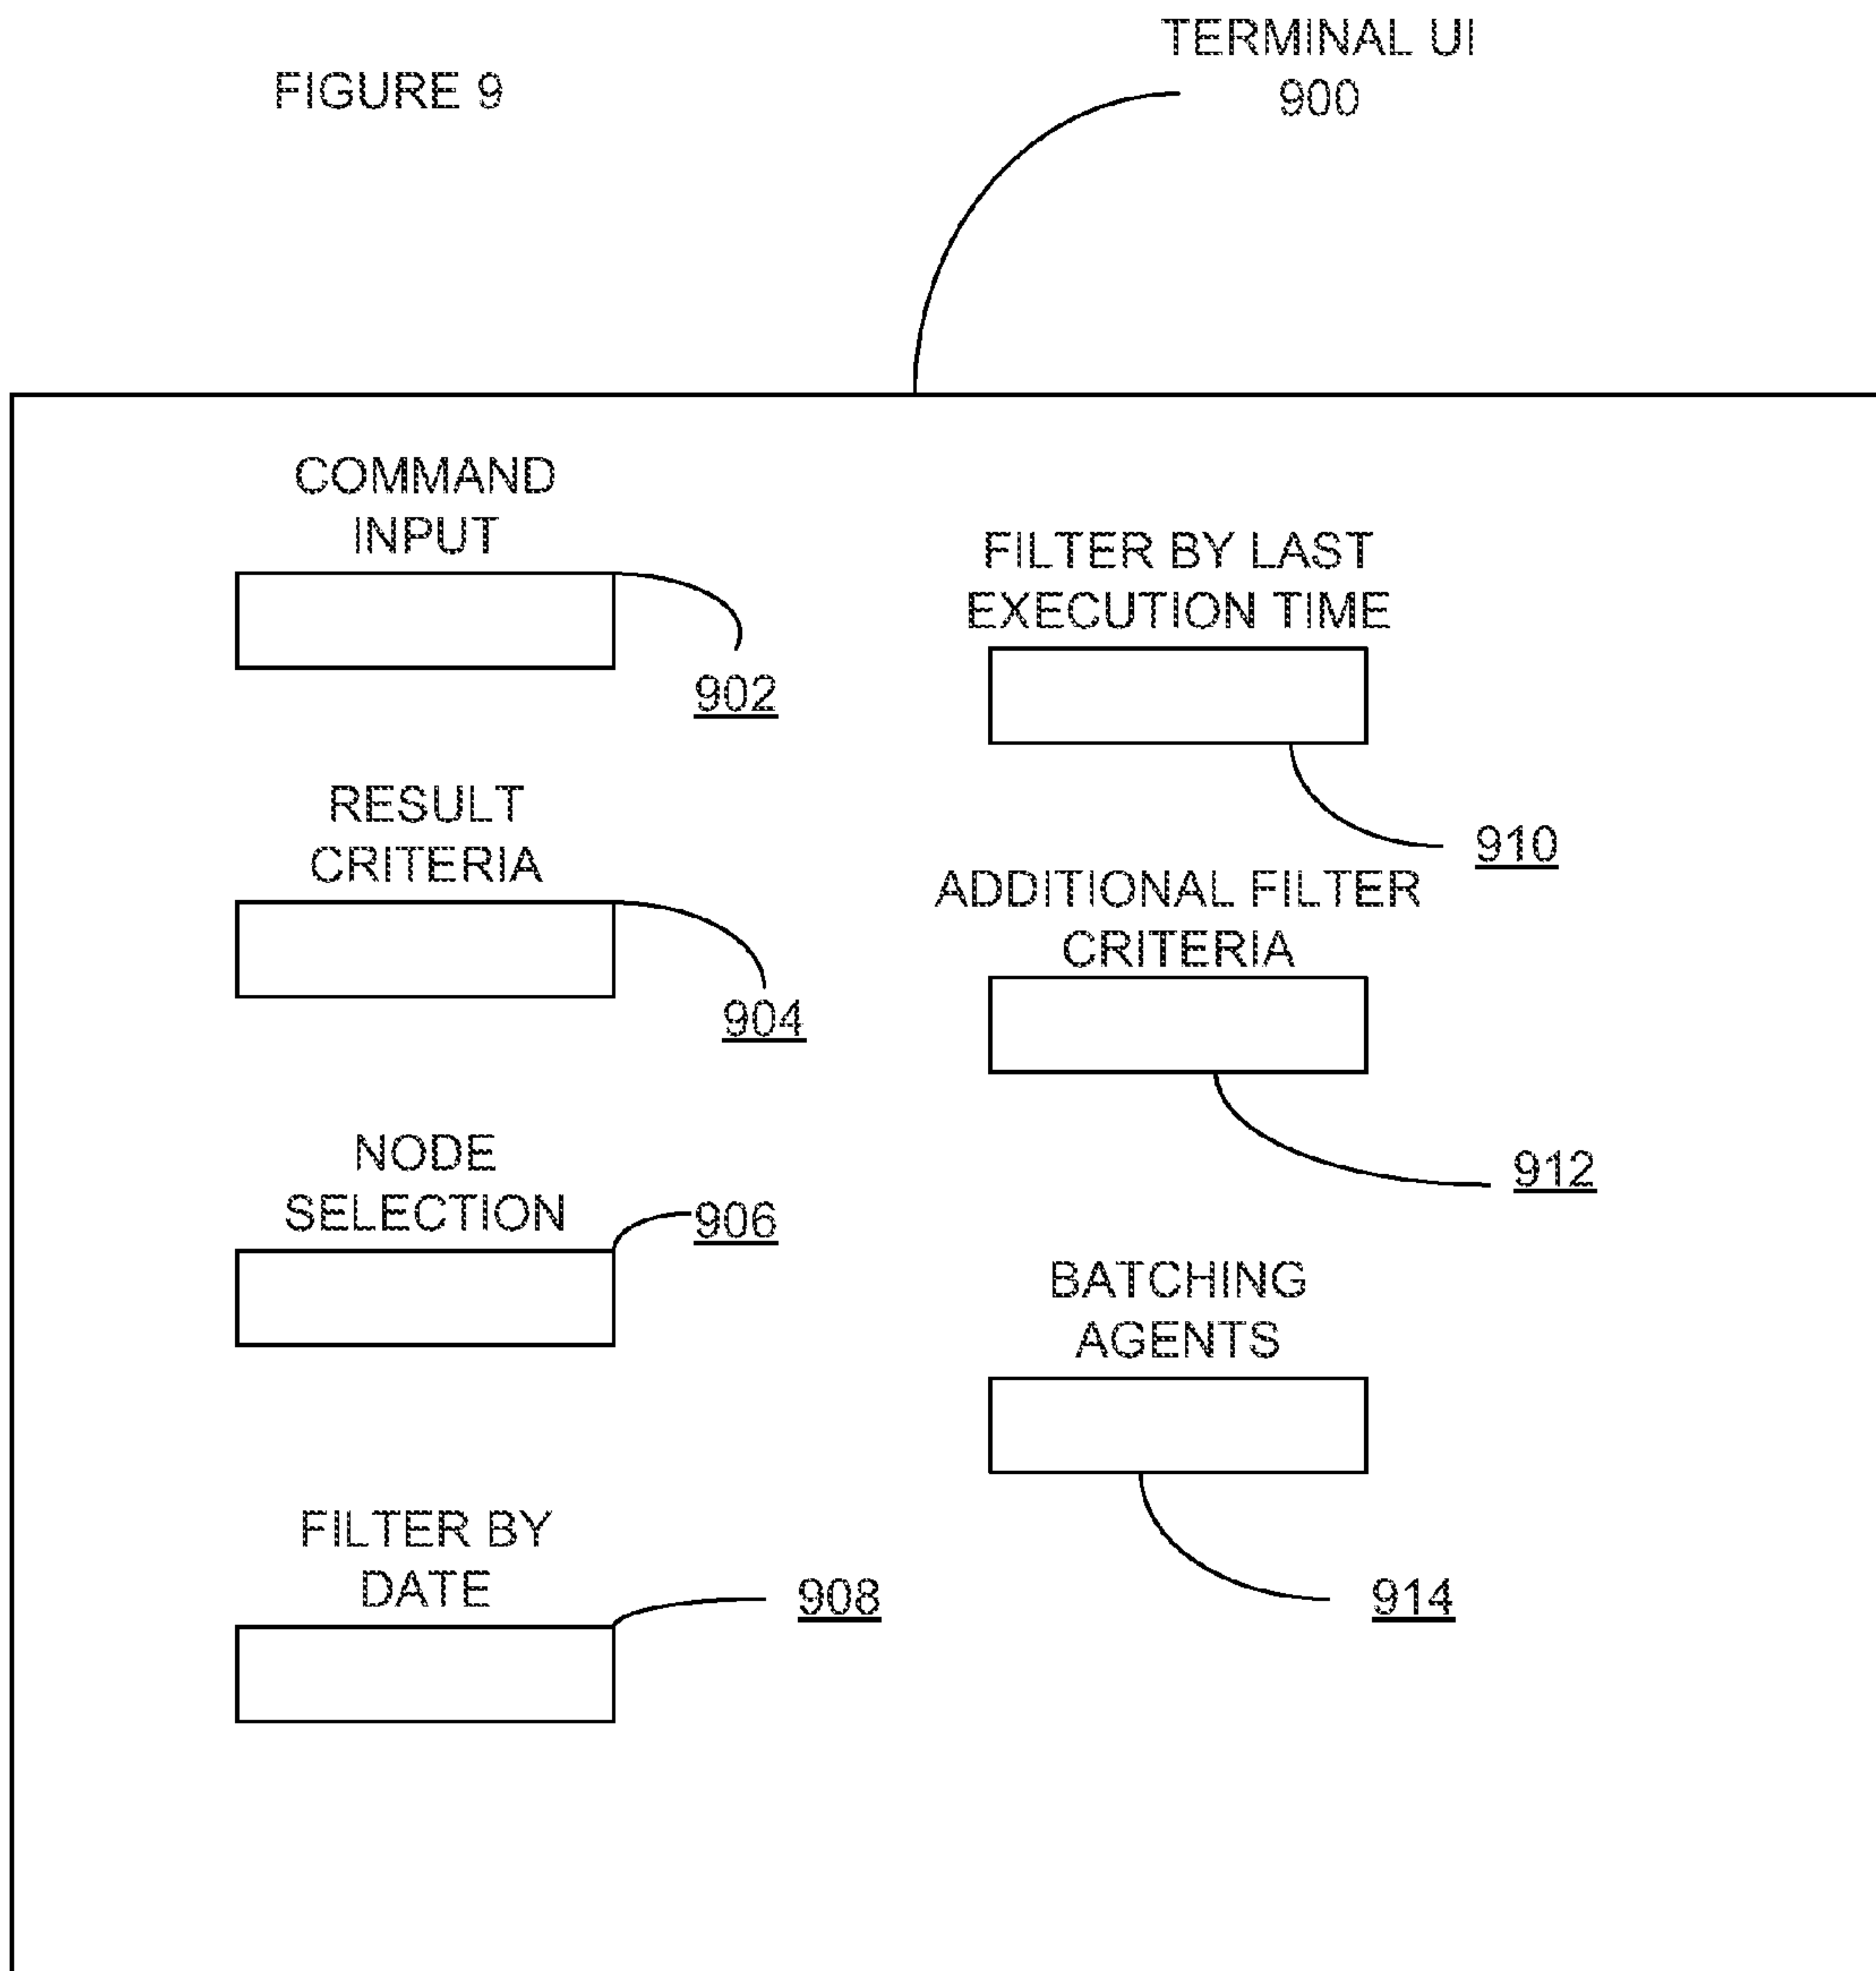 FIGURE 9
TERMINAL UI
900
COMMAND
INPUT
902
RESULT
CRITERIA
904
NODE
SELECTION
906
FILTER BY
DATE
908
FILTER BY LAST
EXECUTION TIME
910
ADDITIONAL FILTER
CRITERIA
912
BATCHING
AGENTS
914